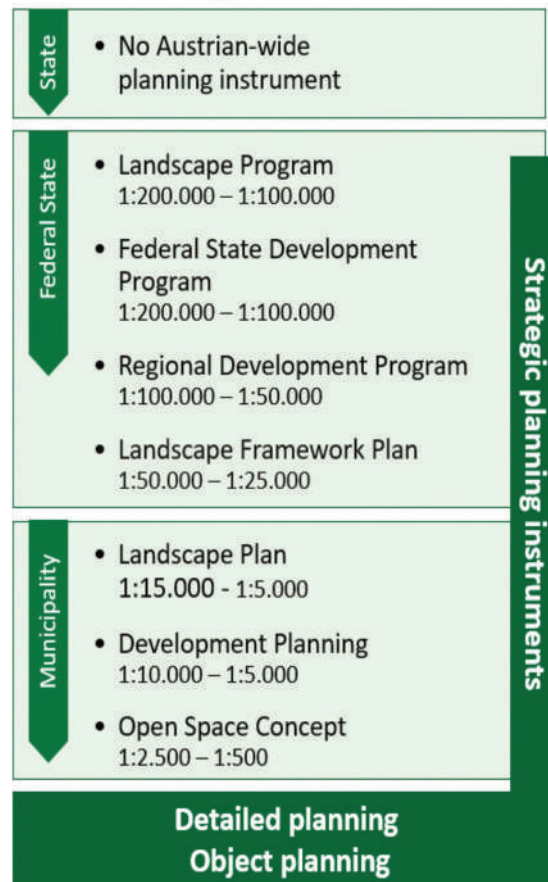 State
• No Austrian-wide
planning instrument
Federal State
• Landscape Program
1:200.000 – 1:100.000
• Federal State Development
Program
1:200.000 – 1:100.000
• Regional Development Program
1:100.000 – 1:50.000
• Landscape Framework Plan
1:50.000 – 1:25.000
Municipality
• Landscape Plan
1:15.000 - 1:5.000
• Development Planning
1:10.000 – 1:5.000
• Open Space Concept
1:2.500 – 1:500
Strategic planning instruments
Detailed planning
Object planning